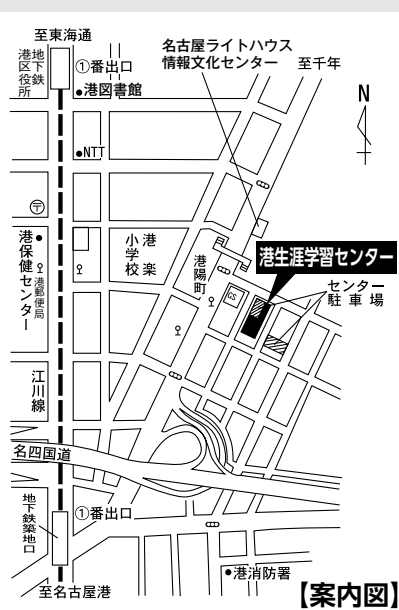 至東海通
地下鉄
港区役所
①番出口
港図書館
名古屋ライトハウス
情報文化センター
至千年
N
NTT
〒
港保健センター
港郵便局
港楽
小学校
港陽町
GS
港生涯学習センター
センター
駐車場
江川線
名四国道
地下鉄築地口
①番出口
至名古屋港
港消防署
【案内図】